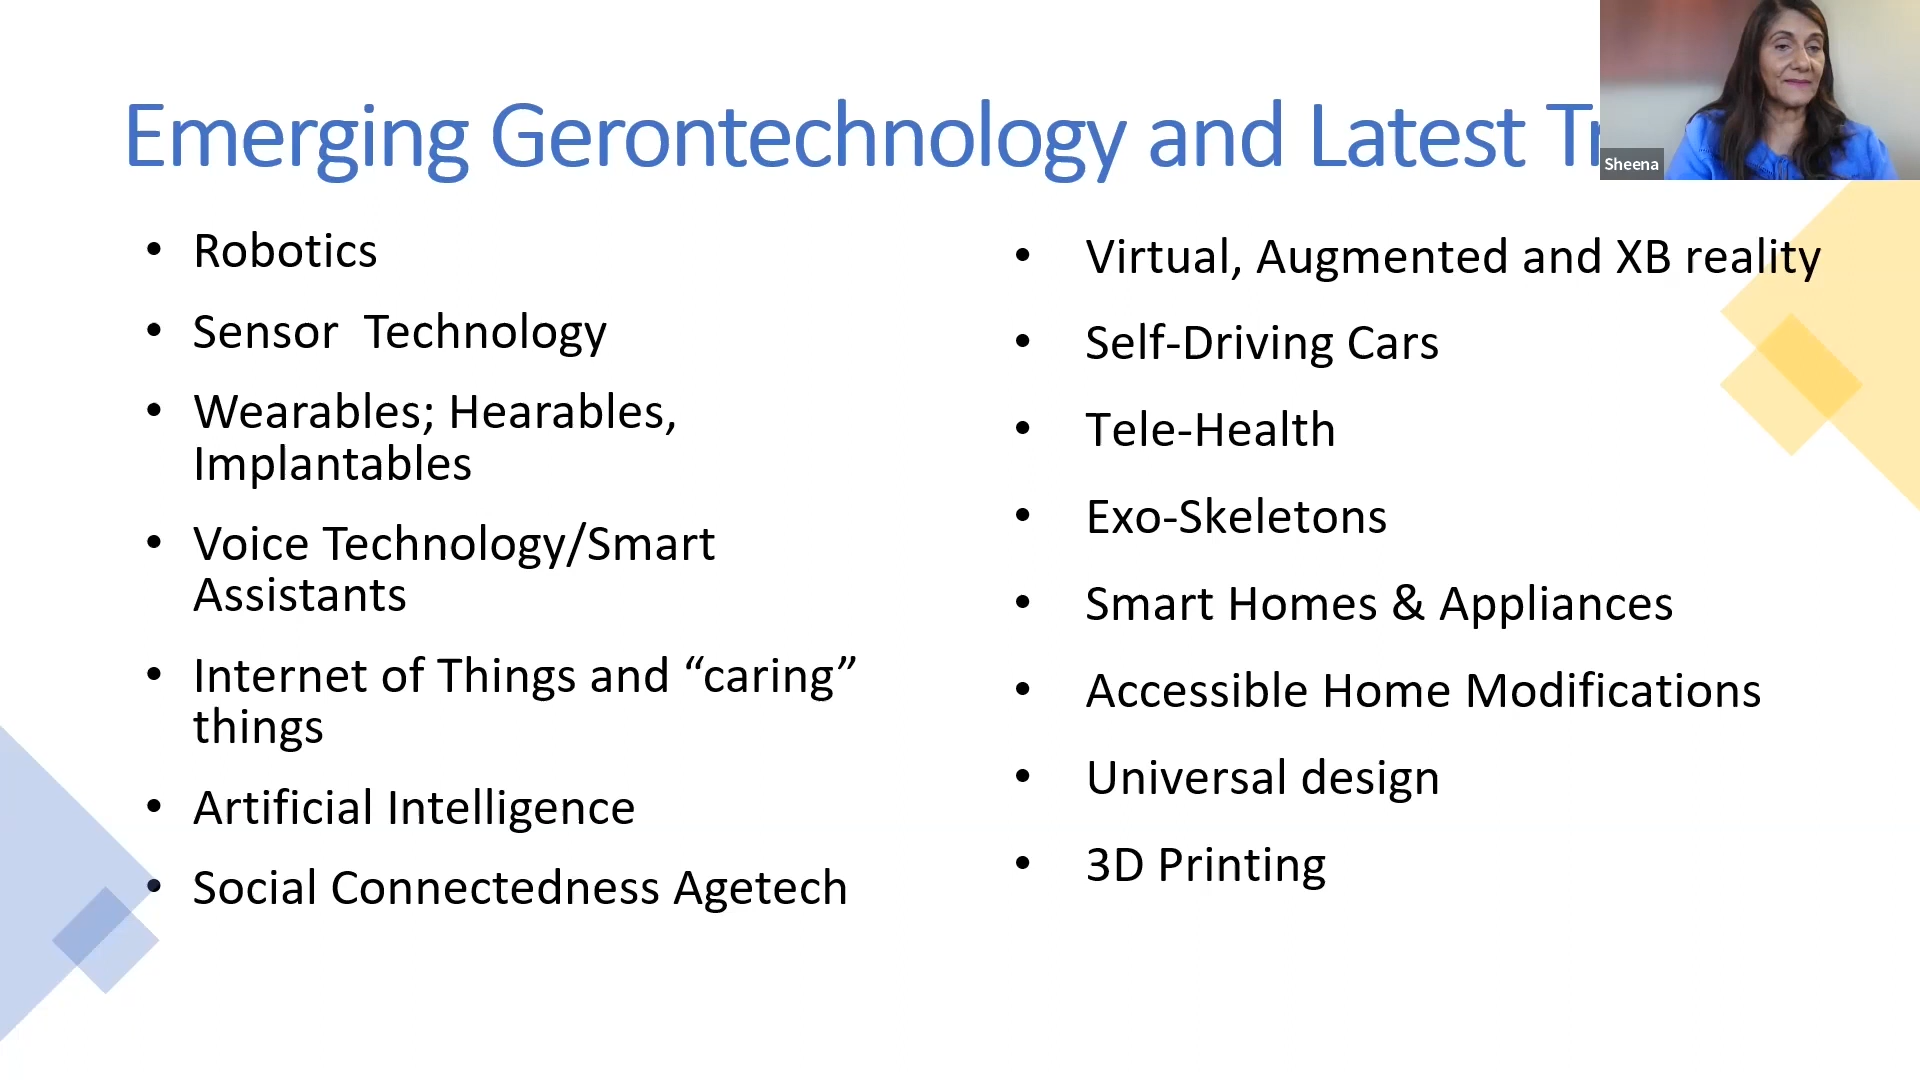 Emerging Gerontechnology and Latest
Sheena
• Robotics
• Sensor  Technology
• Wearables; Hearables,
Implantables
• Voice Technology/Smart
Assistants
• Internet of Things and “caring”
things
• Artificial Intelligence
• Social Connectedness Agetech
• Virtual, Augmented and XB reality
• Self-Driving Cars
• Tele-Health
• Exo-Skeletons
• Smart Homes & Appliances
• Accessible Home Modifications
• Universal design
• 3D Printing